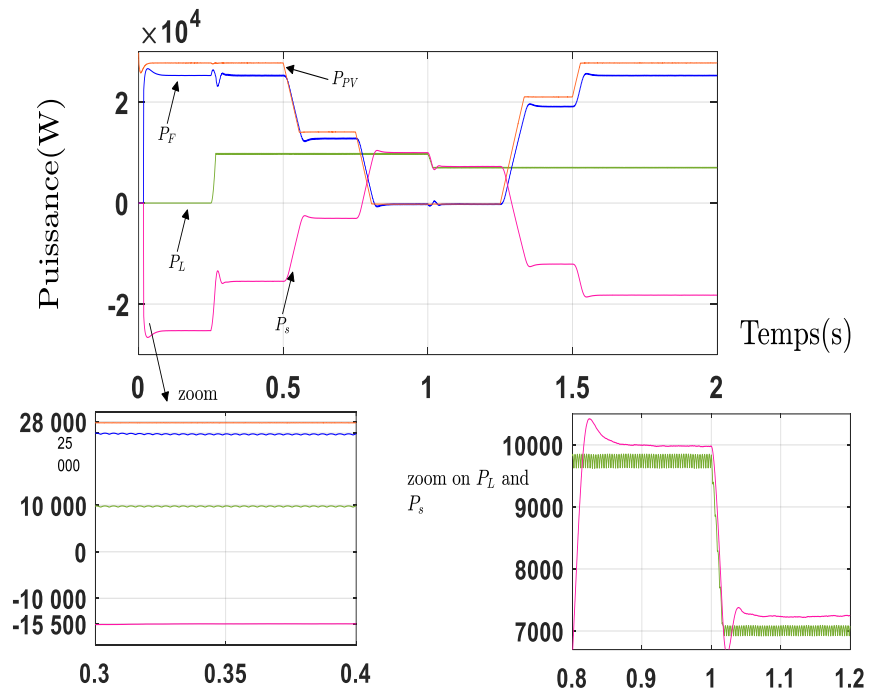 ×10⁴
Puissance(W)
2
0
-2
P_PV
P_F
P_L
P_s
0 0.5 1 1.5 2
Temps(s)
zoom
28 000
25
000
10 000
0
-10 000
-15 500
0.3 0.35 0.4
zoom on P_L and
P_s
10000
9000
8000
7000
0.8 0.9 1 1.1 1.2